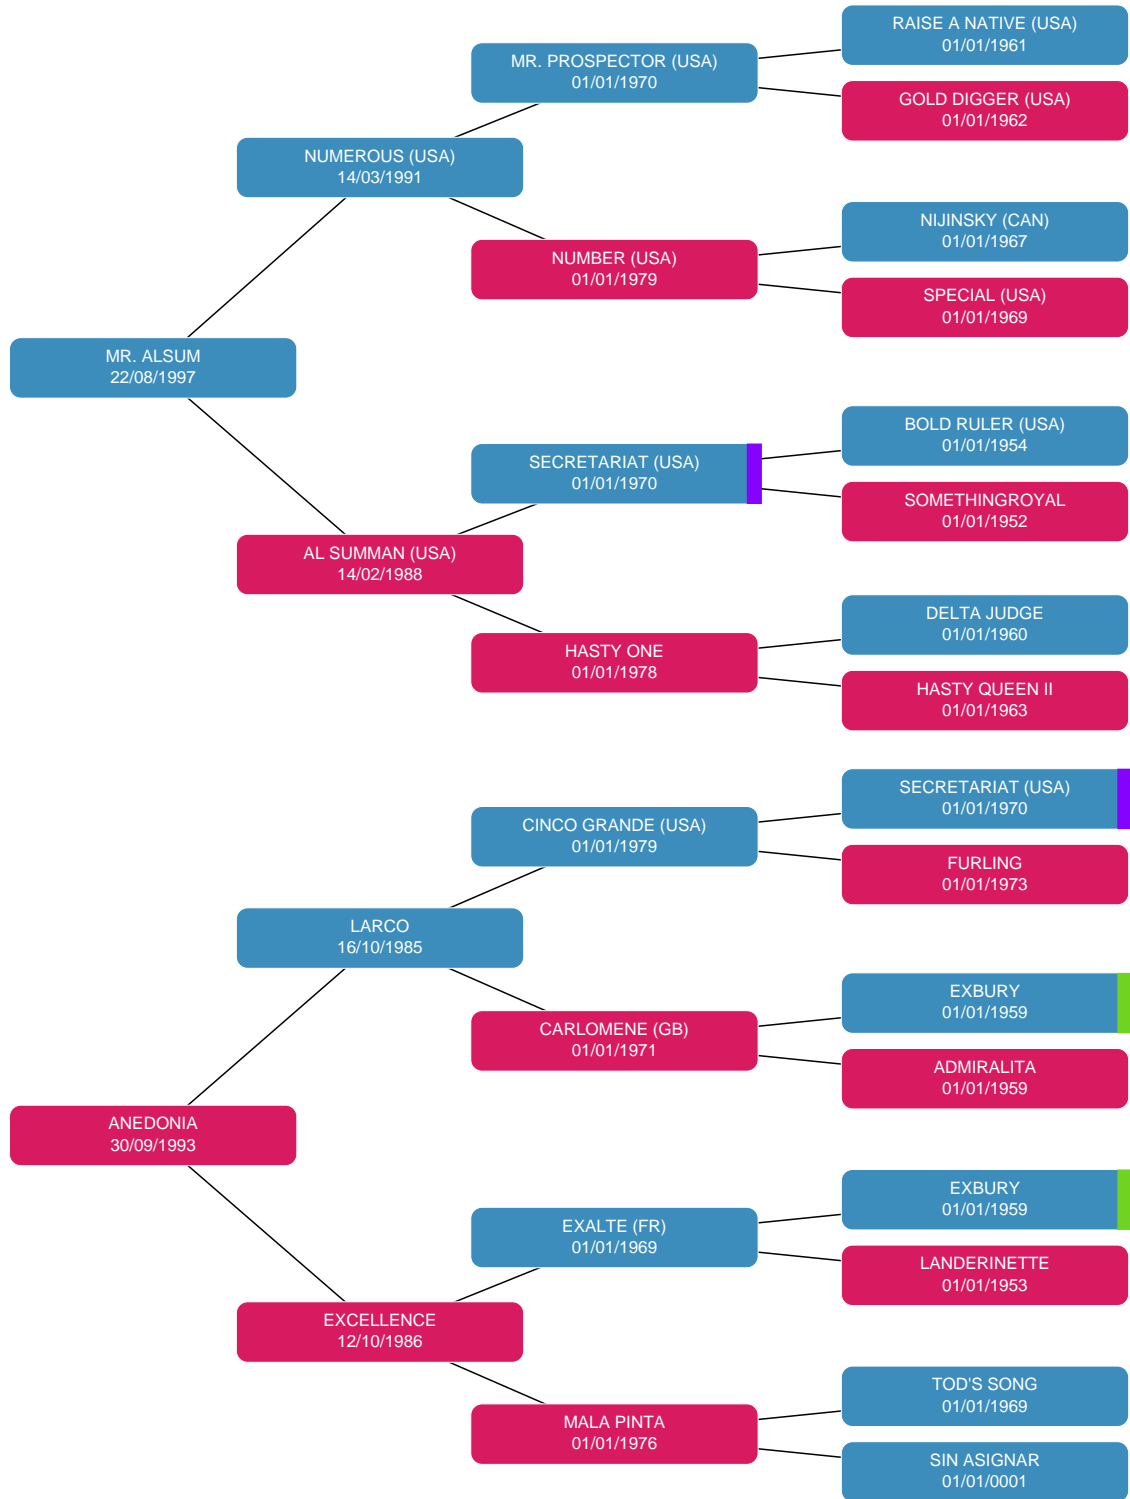 RAISE A NATIVE (USA)
01/01/1961
MR. PROSPECTOR (USA)
01/01/1970
GOLD DIGGER (USA)
01/01/1962
NUMEROUS (USA)
14/03/1991
NIJINSKY (CAN)
01/01/1967
NUMBER (USA)
01/01/1979
SPECIAL (USA)
01/01/1969
MR. ALSUM
22/08/1997
BOLD RULER (USA)
01/01/1954
SECRETARIAT (USA)
01/01/1970
SOMETHINGROYAL
01/01/1952
AL SUMMAN (USA)
14/02/1988
DELTA JUDGE
01/01/1960
HASTY ONE
01/01/1978
HASTY QUEEN II
01/01/1963
SECRETARIAT (USA)
01/01/1970
CINCO GRANDE (USA)
01/01/1979
FURLING
01/01/1973
LARCO
16/10/1985
EXBURY
01/01/1959
CARLOMENE (GB)
01/01/1971
ADMIRALITA
01/01/1959
ANEDONIA
30/09/1993
EXBURY
01/01/1959
EXALTE (FR)
01/01/1969
LANDERINETTE
01/01/1953
EXCELLENCE
12/10/1986
TOD'S SONG
01/01/1969
MALA PINTA
01/01/1976
SIN ASIGNAR
01/01/0001